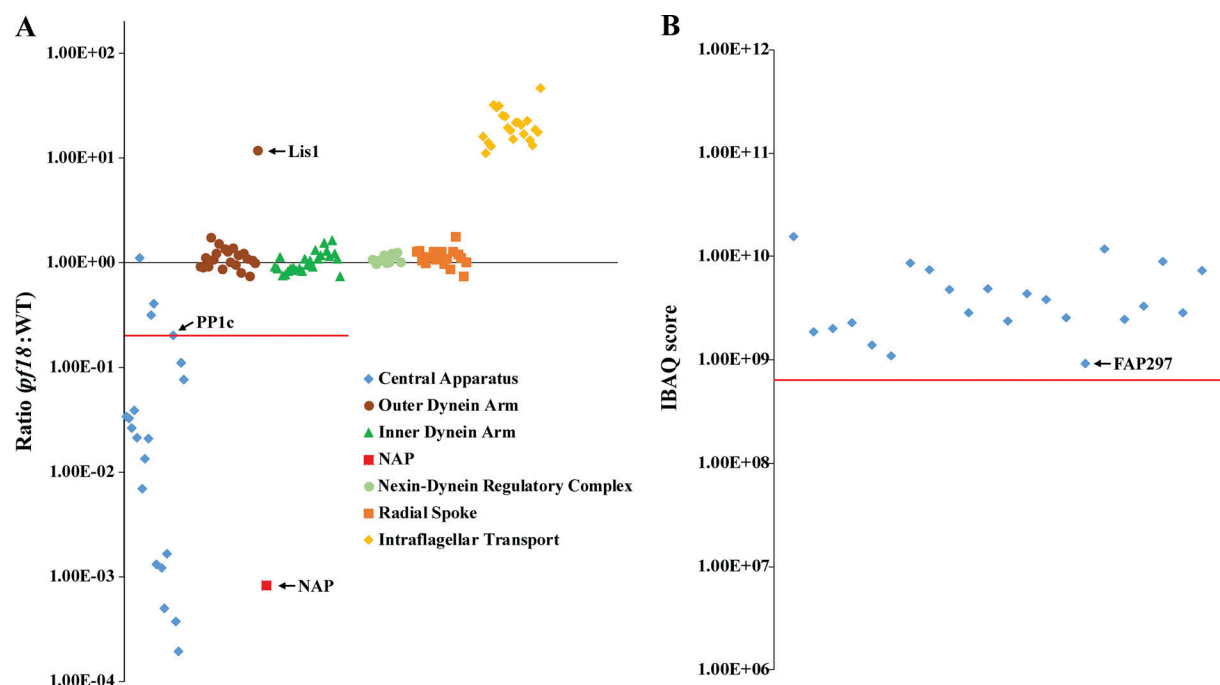 A
Ratio (pf18:WT)
1.00E+02
1.00E+01
1.00E+00
1.00E-01
1.00E-02
1.00E-03
1.00E-04
Lis1
PP1c
NAP
Central Apparatus
Outer Dynein Arm
Inner Dynein Arm
NAP
Nexin-Dynein Regulatory Complex
Radial Spoke
Intraflagellar Transport
B
IBAQ score
1.00E+12
1.00E+11
1.00E+10
1.00E+09
1.00E+08
1.00E+07
1.00E+06
FAP297